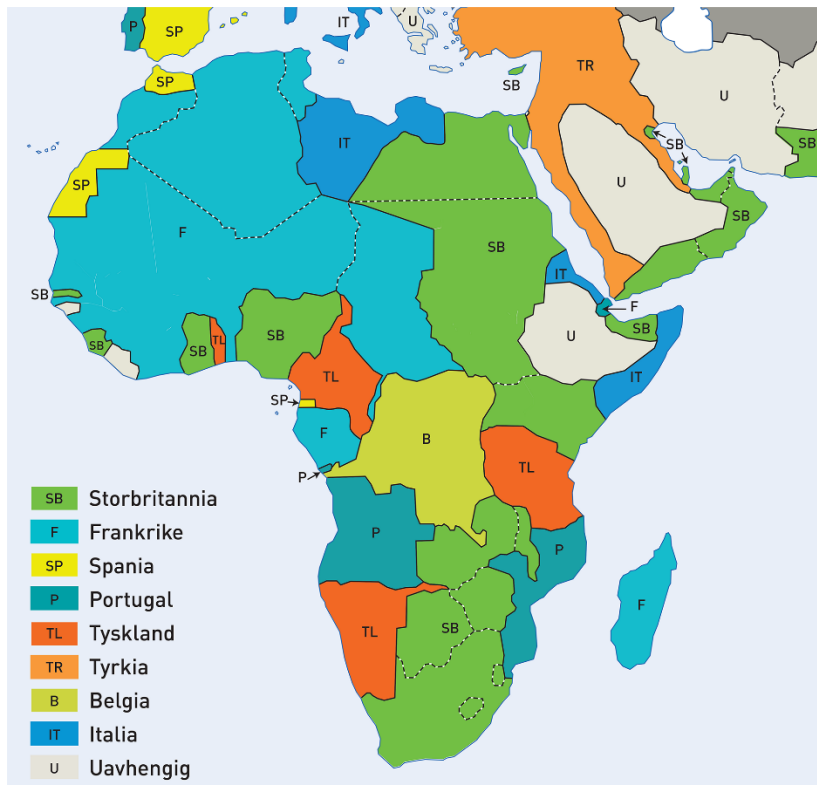 P
SP
IT
U
SP
TR
SB
U
SB
SB
IT
SP
U
F
SB
SB
IT
SB
F
SB
SB
SB
TL
SB
U
TL
IT
SP
F
B
TL
P
P
P
F
TL
SB
SB Storbritannia
F Frankrike
SP Spania
P Portugal
TL Tyskland
TR Tyrkia
B Belgia
IT Italia
U Uavhengig